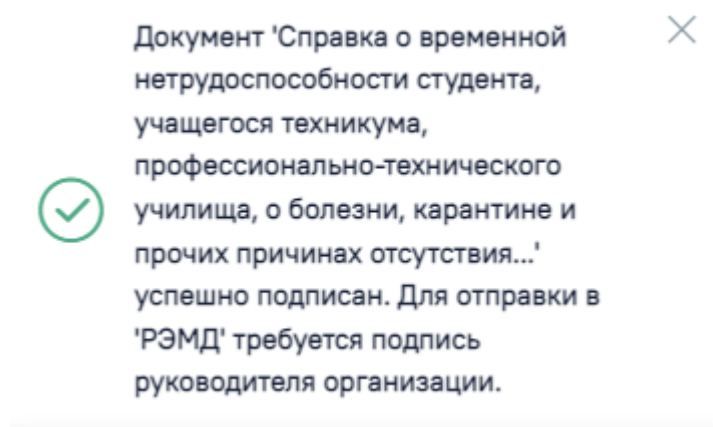 Документ 'Справка о временной
нетрудоспособности студента,
учащегося техникума,
профессионально-технического
училища, о болезни, карантине и
прочих причинах отсутствия...'
успешно подписан. Для отправки в
'РЭМД' требуется подпись
руководителя организации.